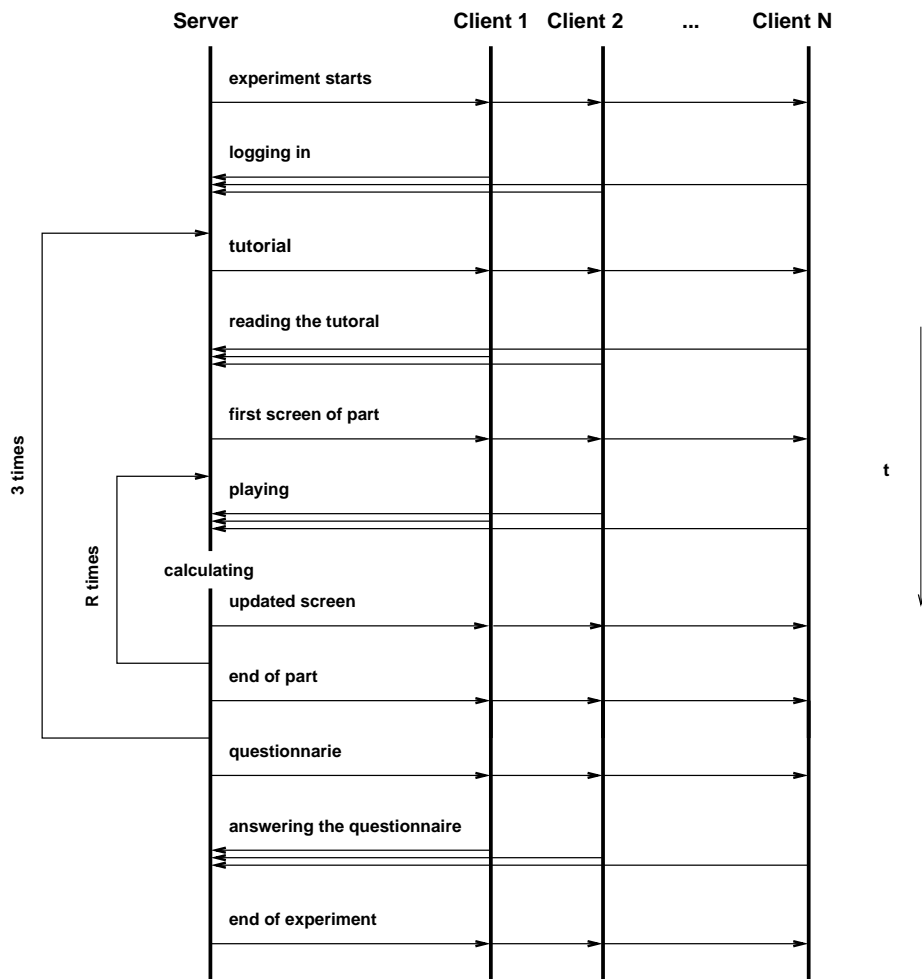 Server Client 1 Client 2 ... Client N
experiment starts
logging in
tutorial
reading the tutoral
first screen of part
3 times
t
playing
calculating
R times
updated screen
end of part
questionnarie
answering the questionnaire
end of experiment